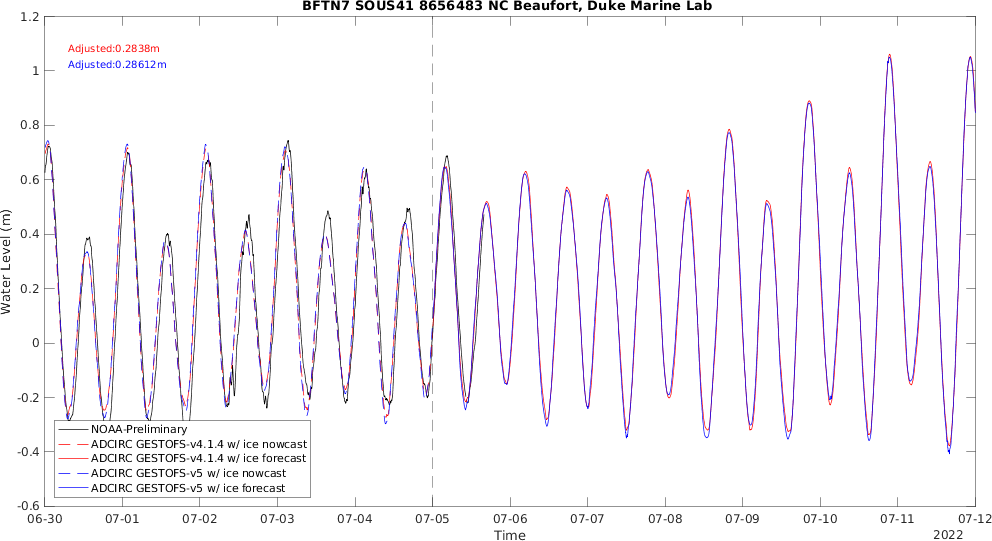 BFTN7 SOUS41 8656483 NC Beaufort, Duke Marine Lab
Adjusted:0.2838m
Adjusted:0.28612m
1.2
1
0.8
0.6
0.4
0.2
0
-0.2
-0.4
-0.6
Water Level (m)
NOAA-Preliminary
ADCIRC GESTOFS-v4.1.4 w/ ice nowcast
ADCIRC GESTOFS-v4.1.4 w/ ice forecast
ADCIRC GESTOFS-v5 w/ ice nowcast
ADCIRC GESTOFS-v5 w/ ice forecast
06-30 07-01 07-02 07-03 07-04 07-05 07-06 07-07 07-08 07-09 07-10 07-11 07-12
Time
2022